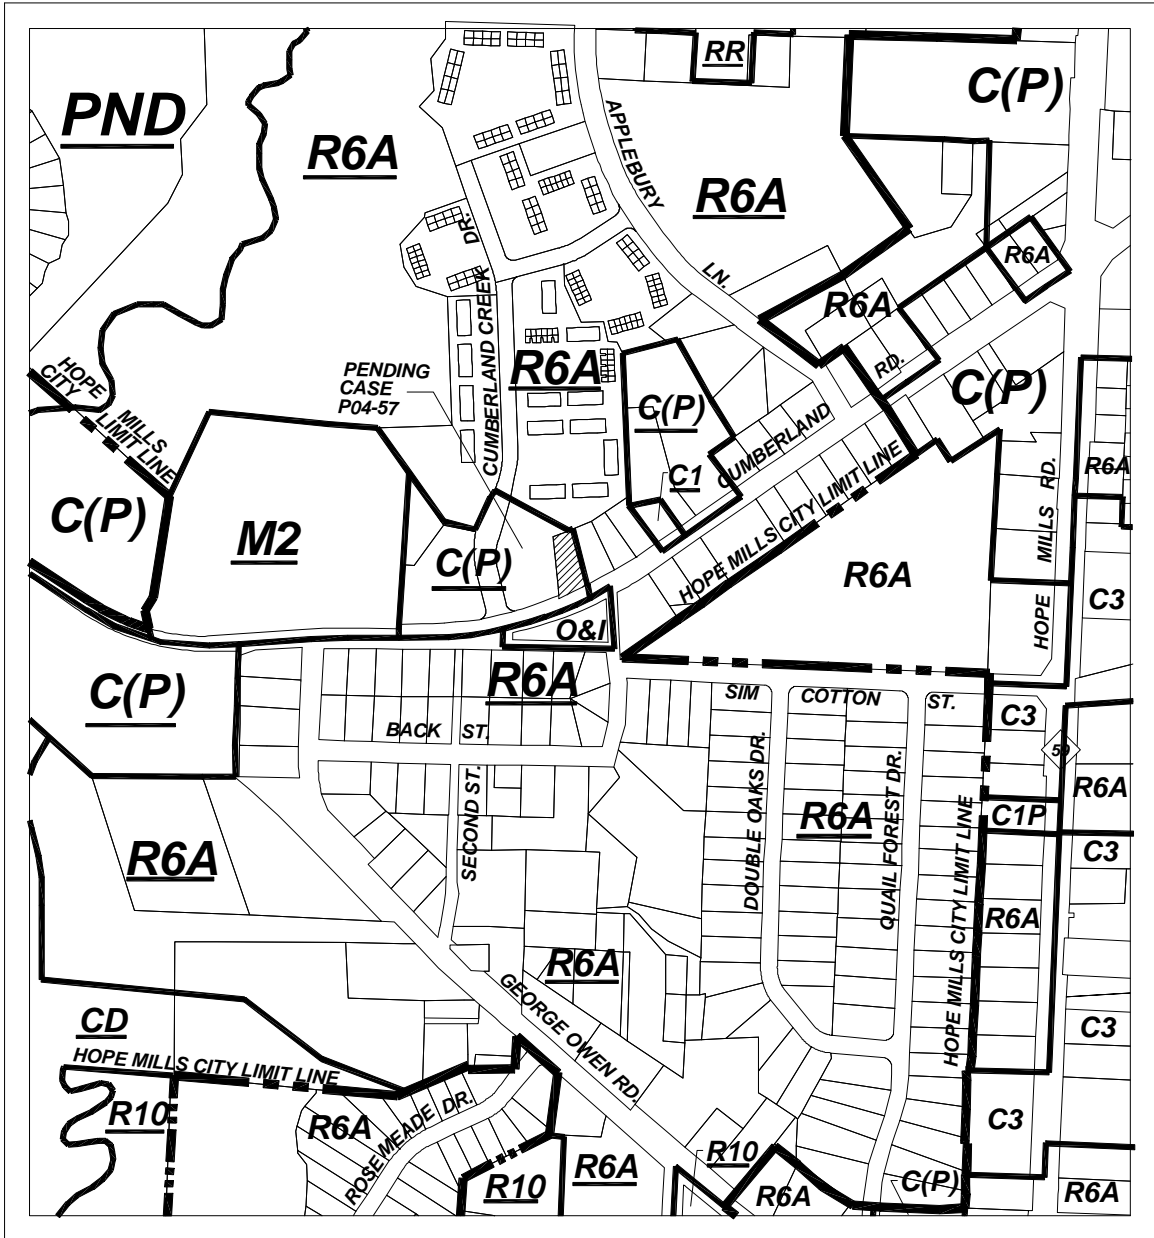 RR
C(P)
PND
R6A
APPLEBURY
LN.
R6A
R6A
DR.
CUMBERLAND CREEK
R6A
RD.
HOPE MILLS
CITY LIMIT LINE
PENDING
CASE
P04-57
R6A
C(P)
C(P)
CUMBERLAND
C1
R6A
MILLS RD.
HOPE
C(P)
M2
C(P)
HOPE MILLS CITY LIMIT LINE
R6A
C3
O&I
C(P)
R6A
SIM COTTON ST.
C3
BACK ST.
59
SECOND ST.
DOUBLE OAKS DR.
QUAIL FOREST DR.
HOPE MILLS CITY LIMIT LINE
R6A
R6A
C1P
C3
R6A
R6A
R6A
GEORGE OWEN RD.
CD
HOPE MILLS CITY LIMIT LINE
C3
R10
R6A
ROSE MEADE DR.
C3
R10
R6A
R10
R6A
C(P)
R6A